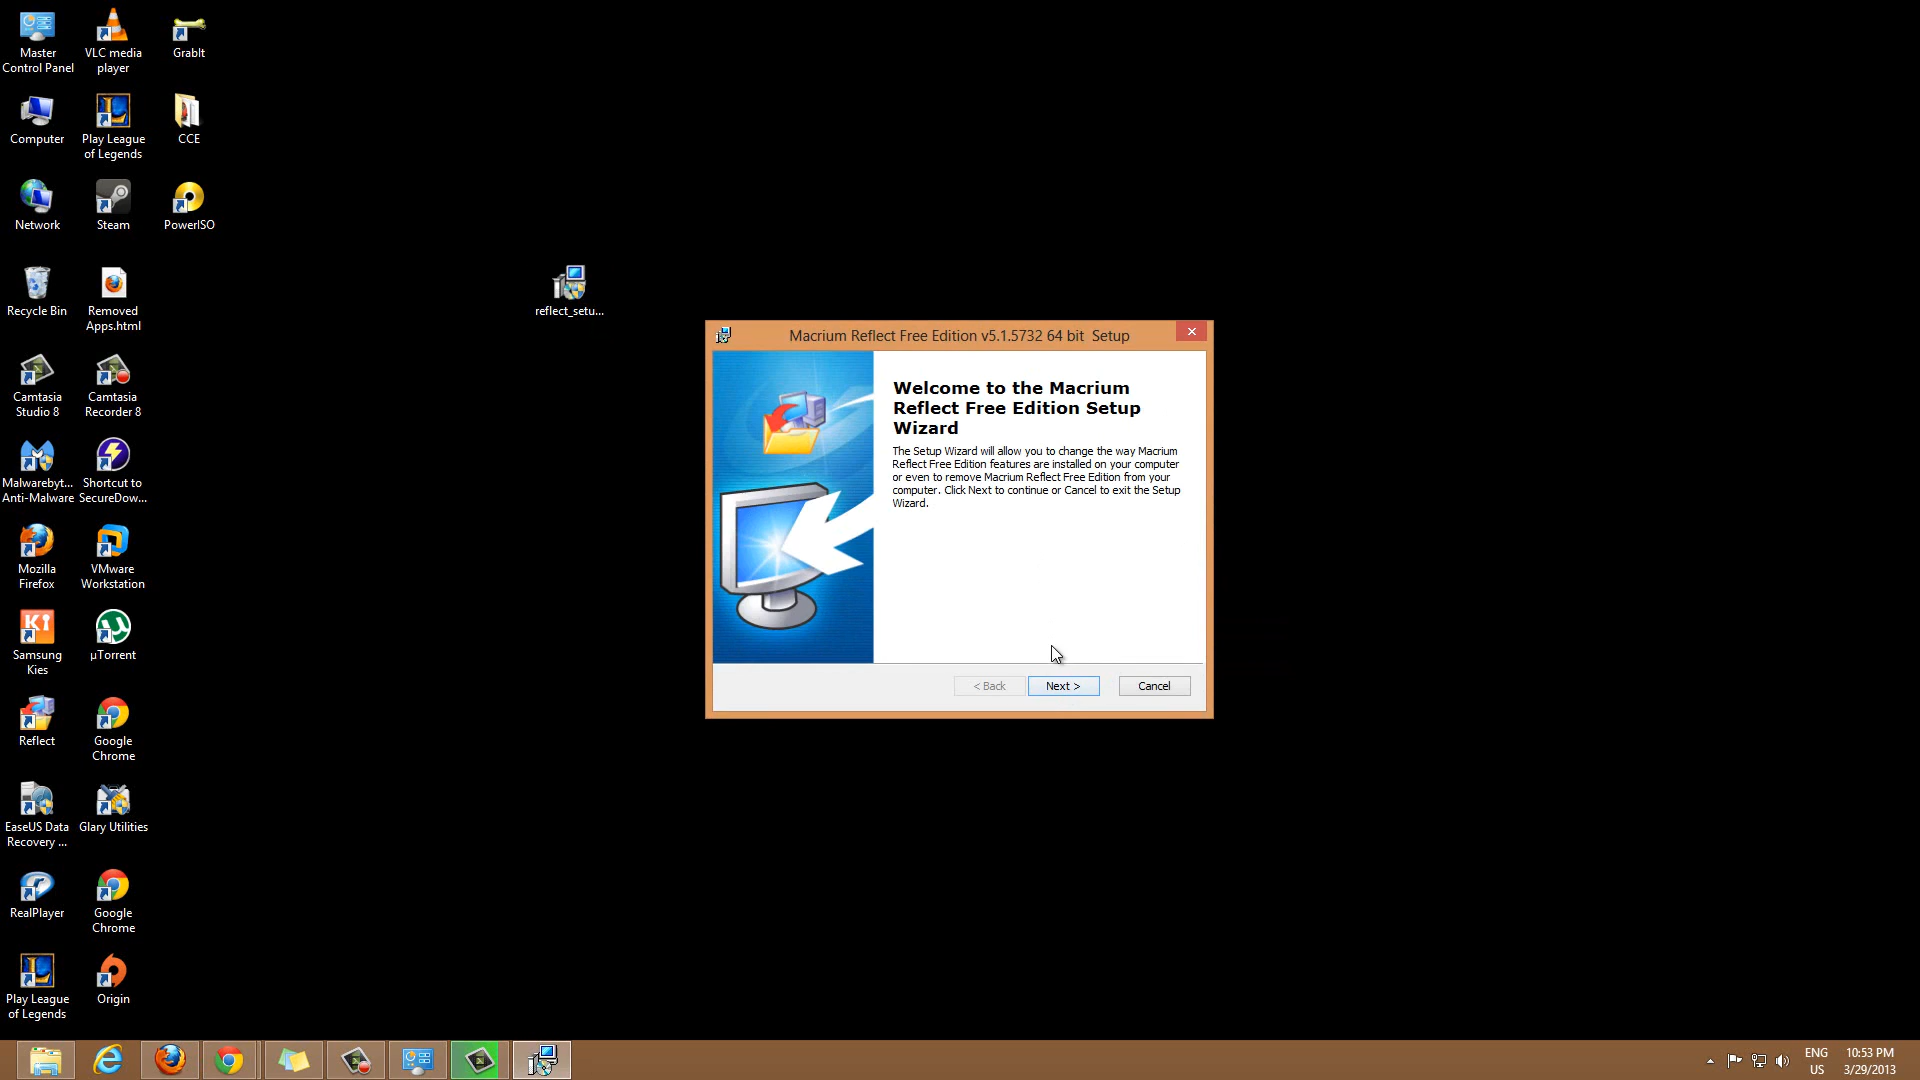 Master
Control Panel
VLC media
player
GrabIt
Computer
Play League
of Legends
CCE
Network
Steam
PowerISO
Recycle Bin
Removed
Apps.html
reflect_setu...
Camtasia
Studio 8
Camtasia
Recorder 8
Malwarebyt...
Anti-Malware
Shortcut to
SecureDow...
Mozilla
Firefox
VMware
Workstation
Samsung
Kies
µTorrent
Reflect
Google
Chrome
EaseUS Data
Recovery ...
Glary Utilities
RealPlayer
Google
Chrome
Play League
of Legends
Origin
Macrium Reflect Free Edition v5.1.5732 64 bit  Setup
Welcome to the Macrium
Reflect Free Edition Setup
Wizard
The Setup Wizard will allow you to change the way Macrium
Reflect Free Edition features are installed on your computer
or even to remove Macrium Reflect Free Edition from your
computer. Click Next to continue or Cancel to exit the Setup
Wizard.
< Back
Next >
Cancel
ENG
US
10:53 PM
3/29/2013